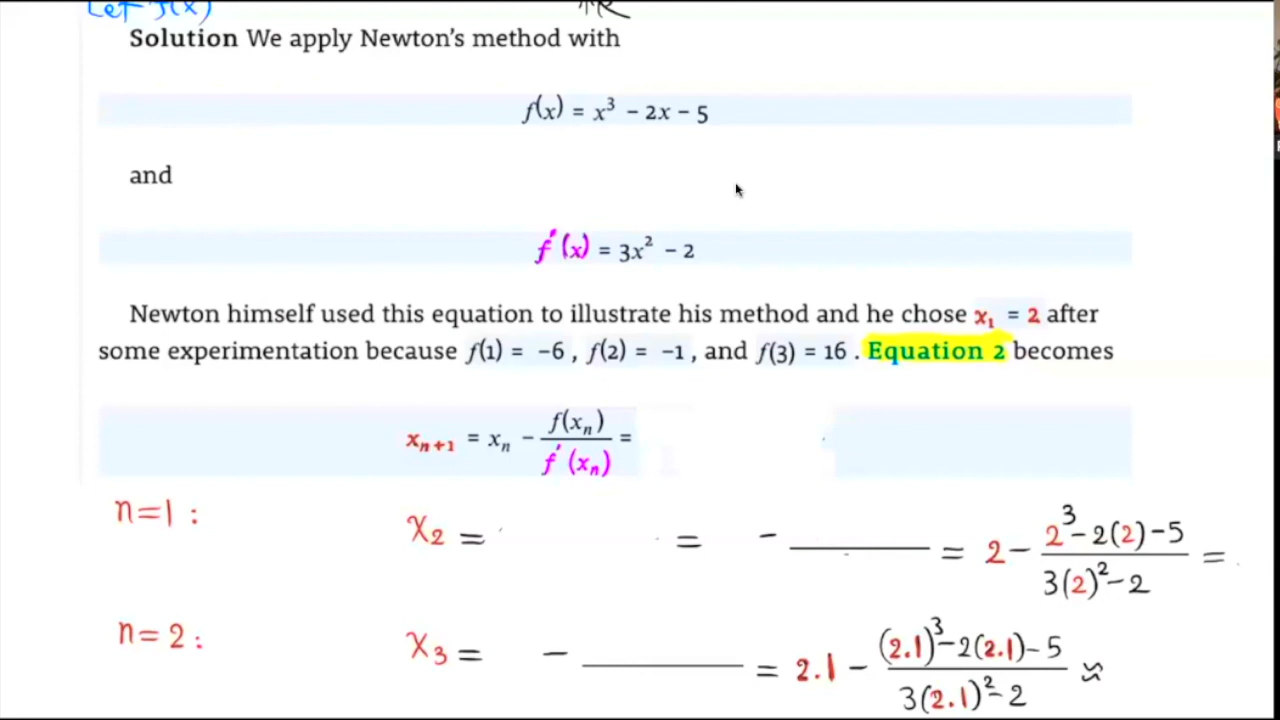 Let f(x)
Solution We apply Newton's method with
f(x) = x³ − 2x − 5
and
f'(x) = 3x² − 2
Newton himself used this equation to illustrate his method and he chose x₁ = 2 after
some experimentation because f(1) = −6 , f(2) = −1 , and f(3) = 16 . Equation 2 becomes
xₙ₊₁ = xₙ − f(xₙ) / f'(xₙ) =
n=1 : x₂ = = − ____ = 2 − (2³−2(2)−5) / (3(2)²−2) =
n=2 : x₃ = − ____ = 2.1 − ((2.1)³−2(2.1)−5) / (3(2.1)²−2) ≈